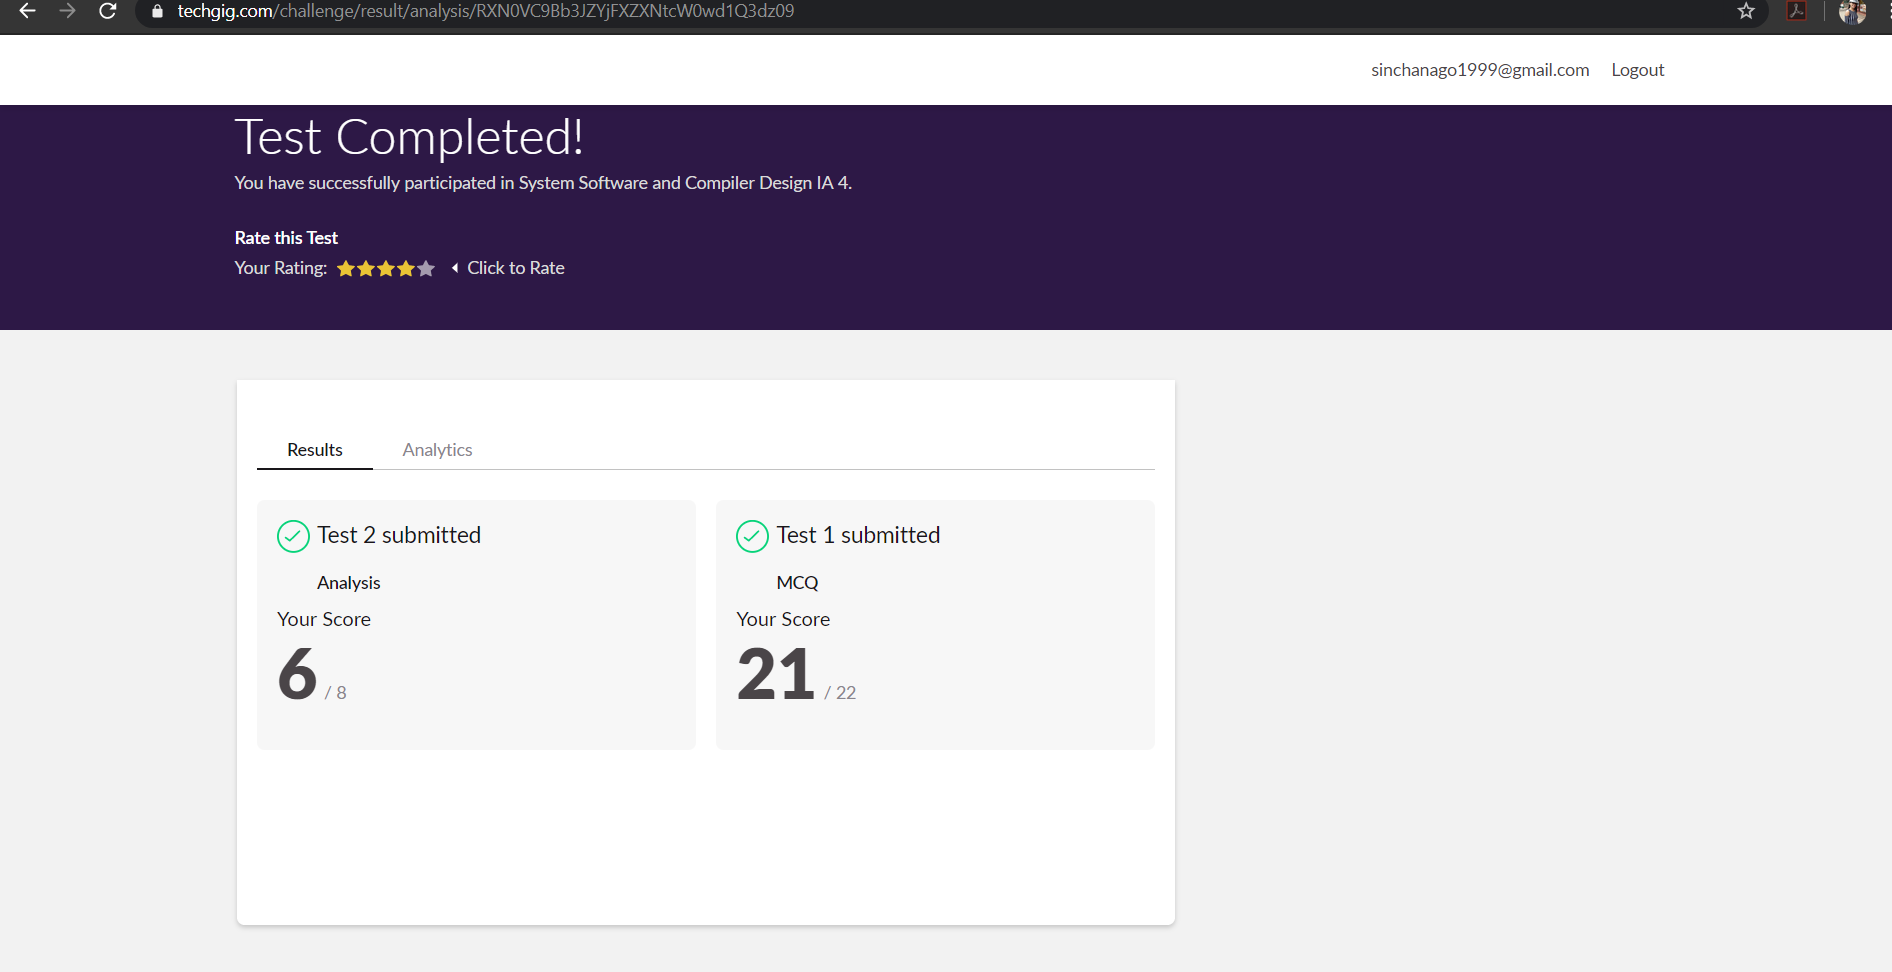 techgig.com/challenge/result/analysis/RXN0VC9Bb3JZYjFXZXNtcW0wd1Q3dz09
sinchanago1999@gmail.com Logout
Test Completed!
You have successfully participated in System Software and Compiler Design IA 4.
Rate this Test
Your Rating: Click to Rate
Results Analytics
Test 2 submitted
Analysis
Your Score
6 / 8
Test 1 submitted
MCQ
Your Score
21 / 22